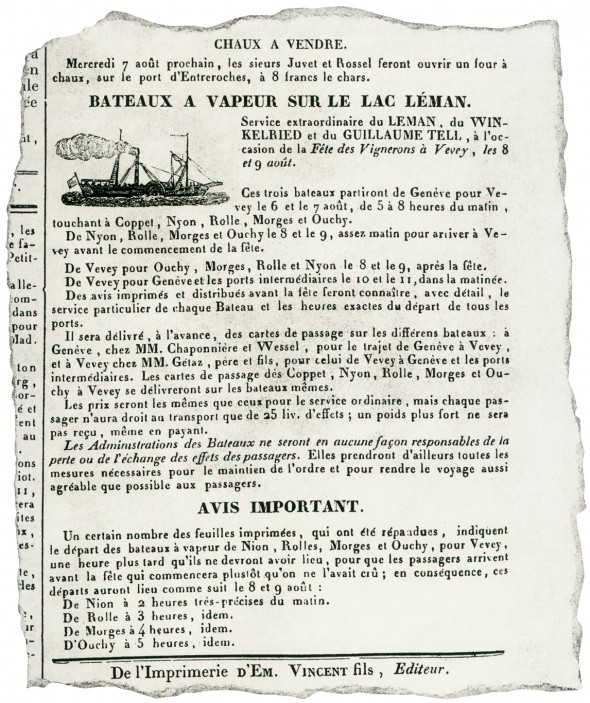 CHAUX A VENDRE.
Mercredi 7 août prochain, les sieurs Juvet et Rossel feront ouvrir un four à
chaux, sur le port d'Entreroches, à 8 francs le chars.
BATEAUX A VAPEUR SUR LE LAC LÉMAN.
Service extraordinaire du LEMAN, du WIN-
KELRIED et du GUILLAUME TELL, à l'oc-
casion de la Fête des Vignerons à Vevey, les 8
et 9 août.
Ces trois bateaux partiront de Genève pour Ve-
vey le 6 et le 7 août, de 5 à 8 heures du matin,
touchant à Coppet, Nyon, Rolle, Morges et Ouchy.
De Nyon, Rolle, Morges et Ouchy le 8 et le 9, assez matin pour arriver à Ve-
vey avant le commencement de la fête.
De Vevey pour Ouchy, Morges, Rolle et Nyon le 8 et le 9, après la fête.
De Vevey pour Genève et les ports intermédiaires le 10 et le 11, dans la matinée.
Des avis imprimés et distribués avant la fête feront connaître, avec détail, le
service particulier de chaque Bateau et les heures exactes du départ de tous les
ports.
Il sera délivré, à l'avance, des cartes de passage sur les différens bateaux : à
Genève, chez MM. Chaponnière et Wessel, pour le trajet de Genève à Vevey,
et à Vevey chez MM. Gétaz, père et fils, pour celui de Vevey à Genève et les ports
intermédiaires. Les cartes de passage dès Coppet, Nyon, Rolle, Morges et Ou-
chy à Vevey se délivreront sur les bateaux mêmes.
Les prix seront les mêmes que ceux pour le service ordinaire, mais chaque pas-
sager n'aura droit au transport que de 25 liv. d'effets ; un poids plus fort ne sera
pas reçu, même en payant.
Les Administrations des Bateaux ne seront en aucune façon responsables de la
perte ou de l'échange des effets des passagers. Elles prendront d'ailleurs toutes les
mesures nécessaires pour le maintien de l'ordre et pour rendre le voyage aussi
agréable que possible aux passagers.
AVIS IMPORTANT.
Un certain nombre des feuilles imprimées, qui ont été répandues, indiquent
le départ des bateaux à vapeur de Nion, Rolles, Morges et Ouchy, pour Vevey,
une heure plus tard qu'ils ne devront avoir lieu, pour que les passagers arrivent
avant la fête qui commencera plustôt qu'on ne l'avait crû ; en conséquence, ces
départs auront lieu comme suit le 8 et 9 août :
De Nion à 2 heures très-précises du matin.
De Rolle à 3 heures, idem.
De Morges à 4 heures, idem.
D'Ouchy à 5 heures, idem.
De l'Imprimerie D'EM. VINCENT fils, Editeur.